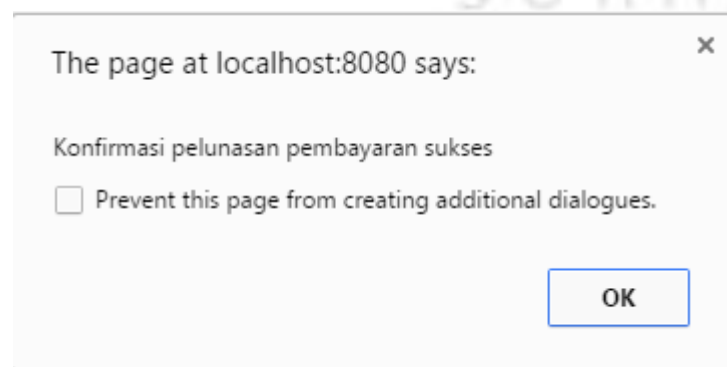 The page at localhost:8080 says:
Konfirmasi pelunasan pembayaran sukses
Prevent this page from creating additional dialogues.
OK